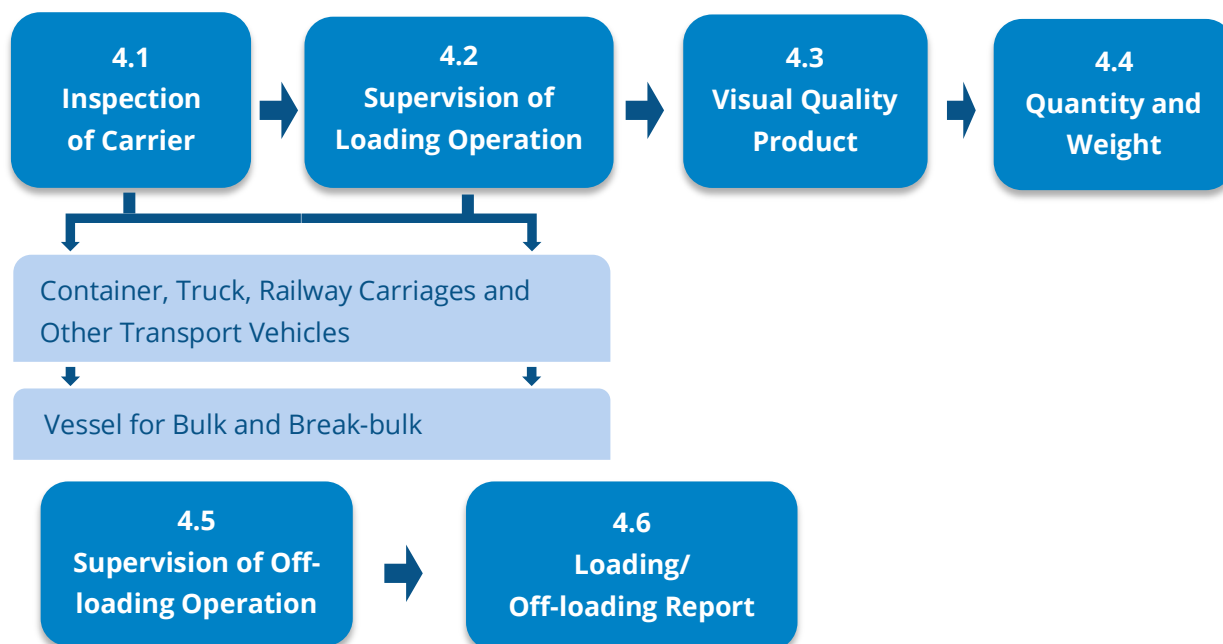 4.1
Inspection
of Carrier
4.2
Supervision of
Loading Operation
4.3
Visual Quality
Product
4.4
Quantity and
Weight
Container, Truck, Railway Carriages and
Other Transport Vehicles
Vessel for Bulk and Break-bulk
4.5
Supervision of Off-
loading Operation
4.6
Loading/
Off-loading Report